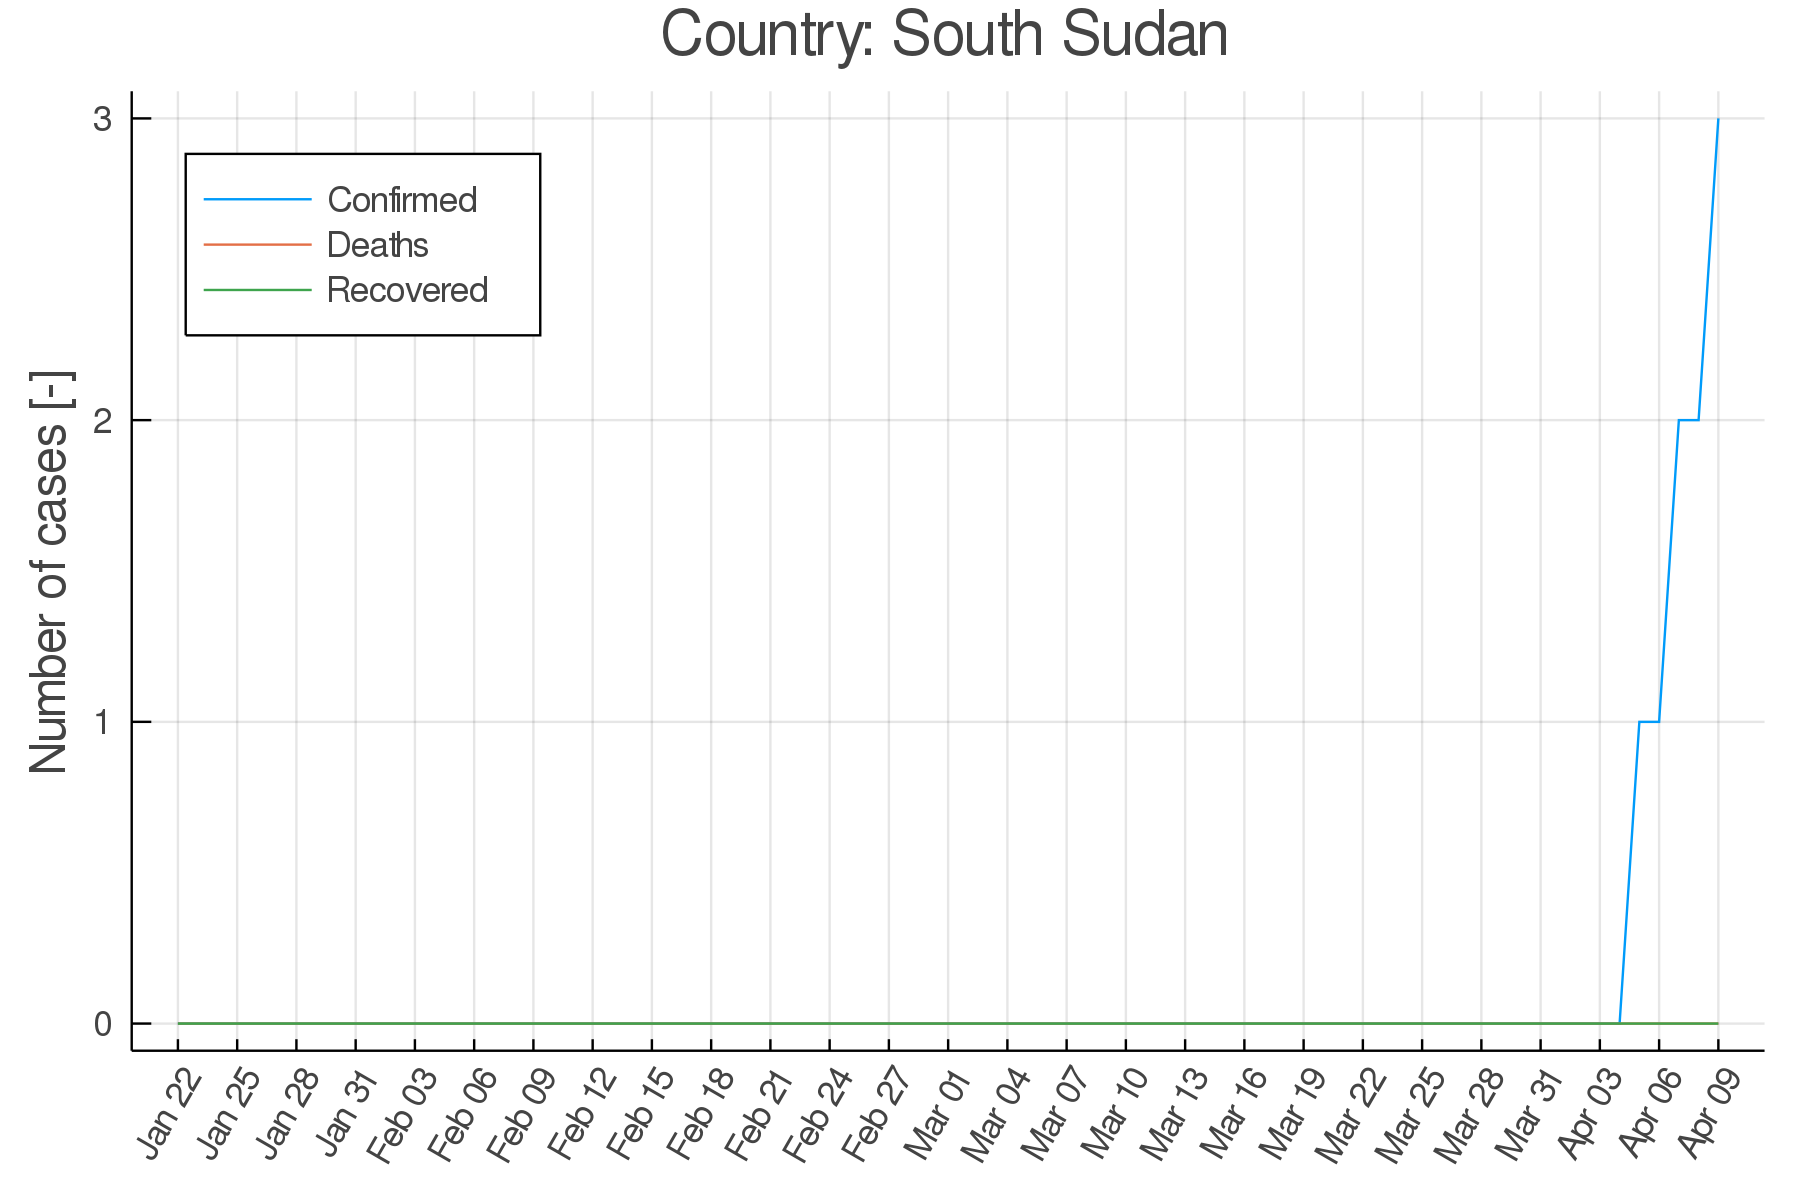 Country: South Sudan
Number of cases [-]
3
2
1
0
Confirmed
Deaths
Recovered
Jan 22
Jan 25
Jan 28
Jan 31
Feb 03
Feb 06
Feb 09
Feb 12
Feb 15
Feb 18
Feb 21
Feb 24
Feb 27
Mar 01
Mar 04
Mar 07
Mar 10
Mar 13
Mar 16
Mar 19
Mar 22
Mar 25
Mar 28
Mar 31
Apr 03
Apr 06
Apr 09